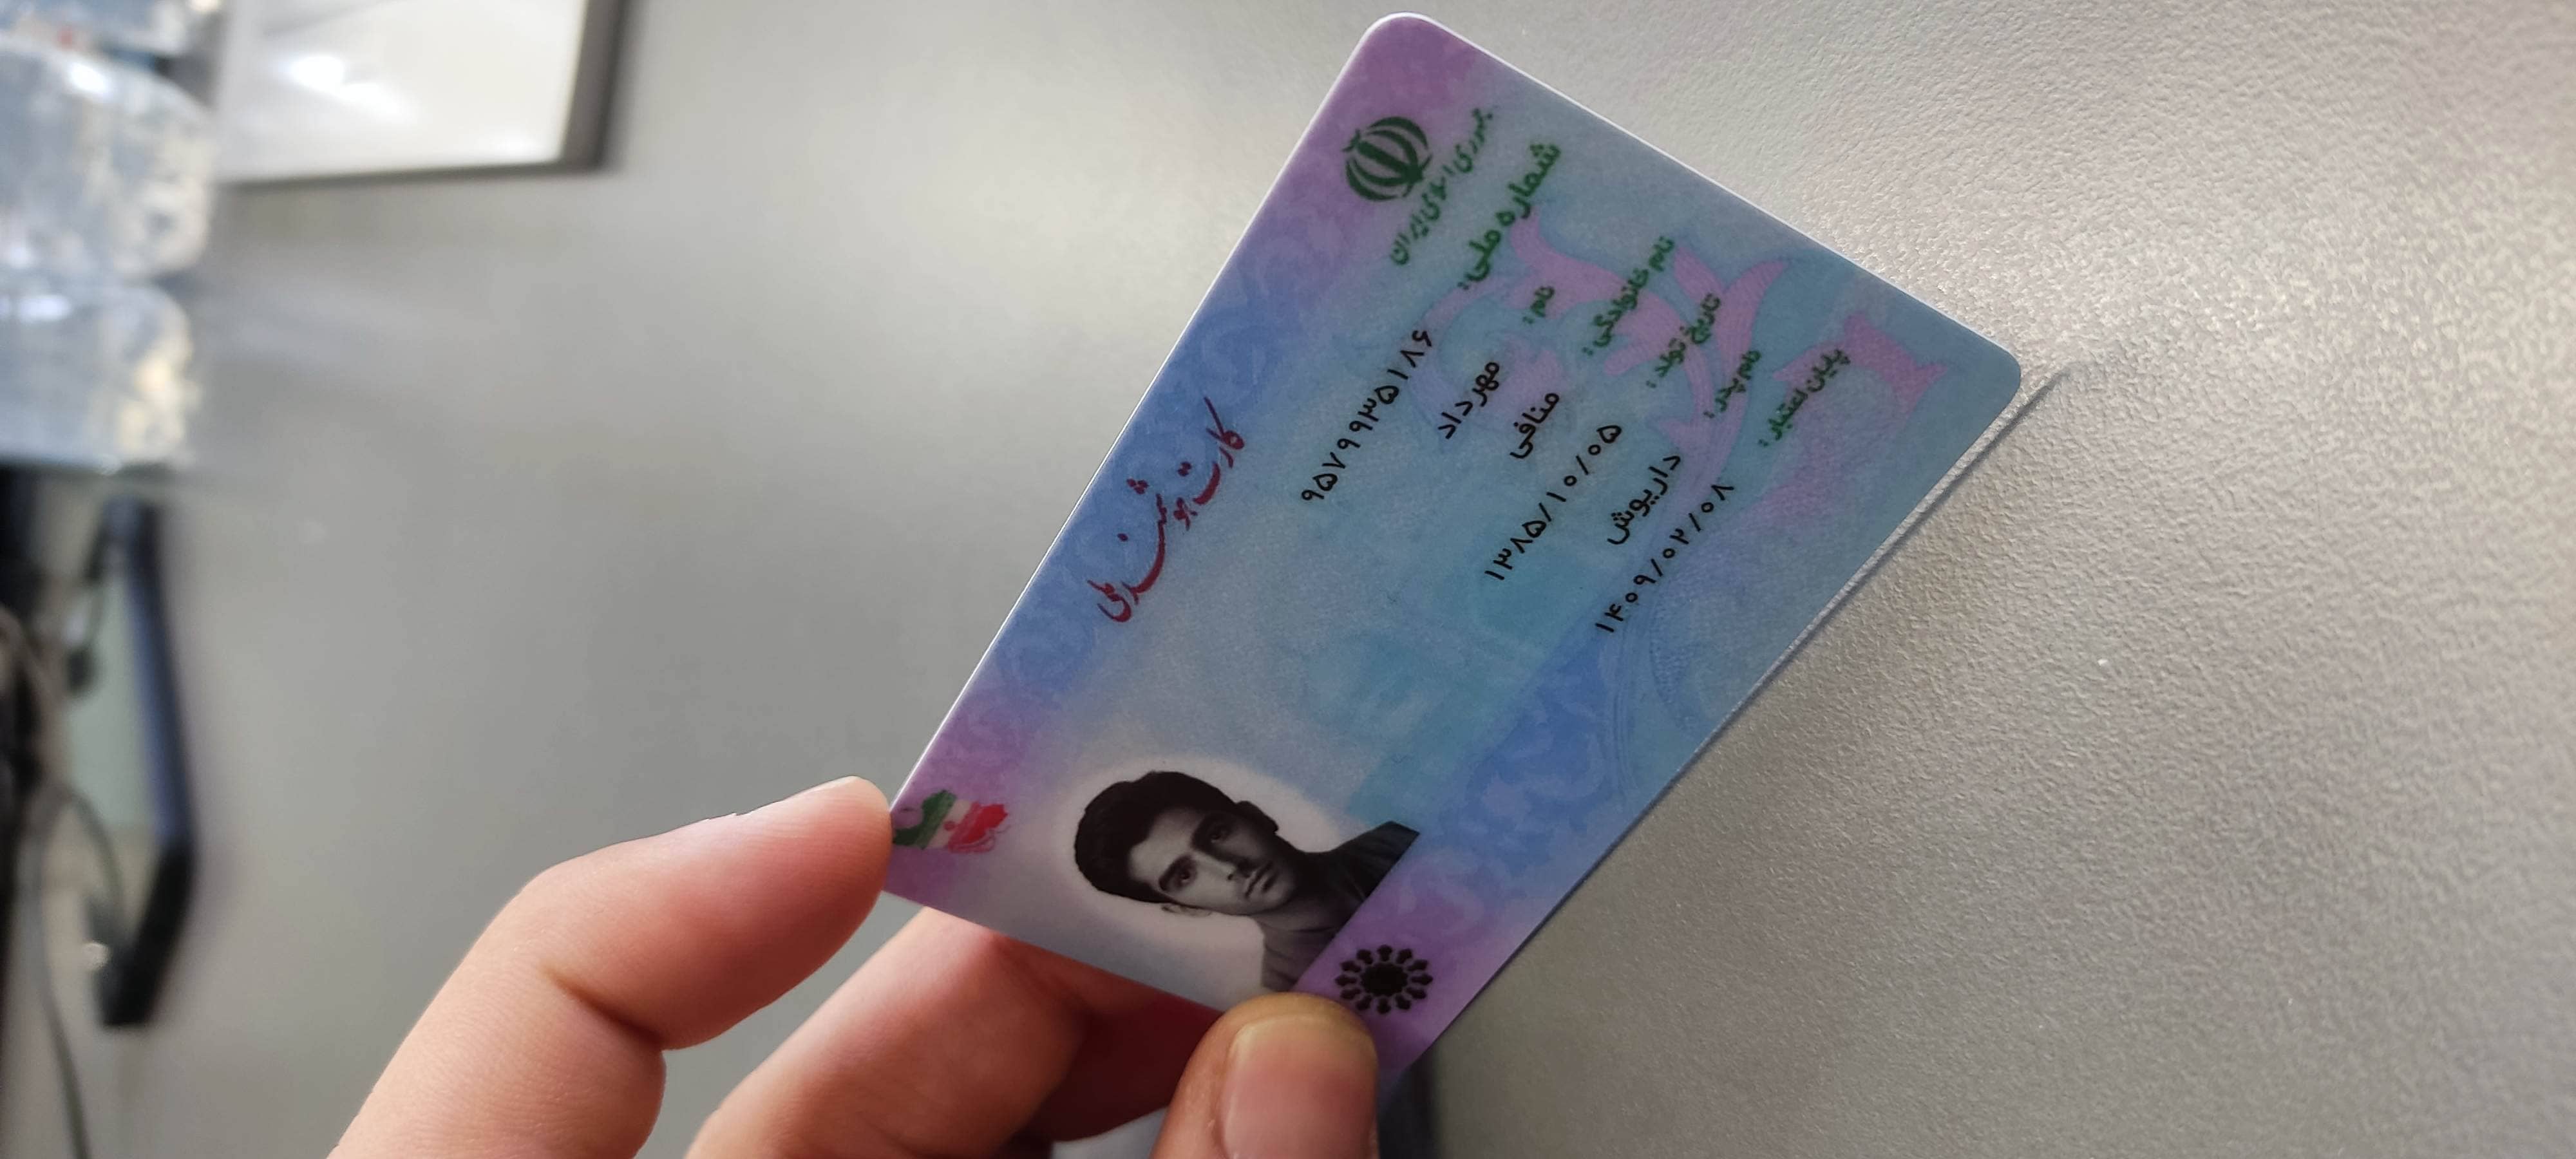 جمهوری اسلامی ایران
کارت هوشمند ملی
شماره ملی: ۹۵۷۹۹۳۵۱۸۶
نام: مهرداد
نام خانوادگی: منافی
تاریخ تولد: ۱۳۸۵/۱۰/۰۵
نام پدر: داریوش
پایان اعتبار: ۱۴۰۹/۰۲/۰۸